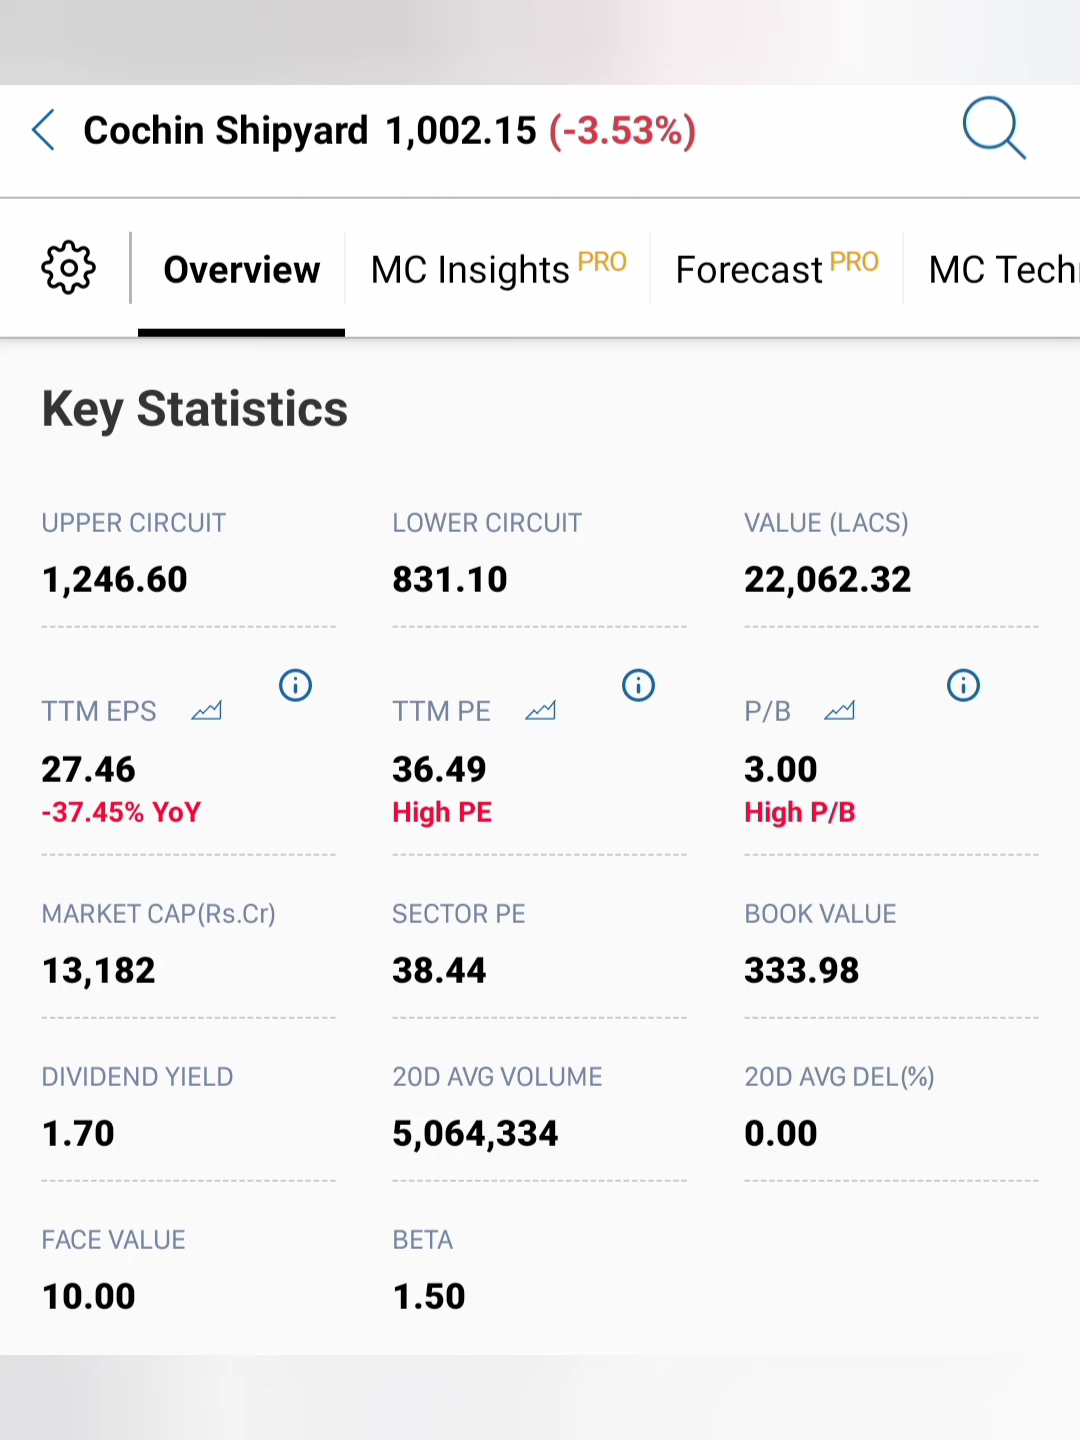 Cochin Shipyard 1,002.15 (-3.53%)
Overview MC Insights PRO Forecast PRO MC Tech
Key Statistics
UPPER CIRCUIT LOWER CIRCUIT VALUE (LACS)
1,246.60 831.10 22,062.32
TTM EPS TTM PE P/B
27.46 36.49 3.00
-37.45% YoY High PE High P/B
MARKET CAP(Rs.Cr) SECTOR PE BOOK VALUE
13,182 38.44 333.98
DIVIDEND YIELD 20D AVG VOLUME 20D AVG DEL(%)
1.70 5,064,334 0.00
FACE VALUE BETA
10.00 1.50